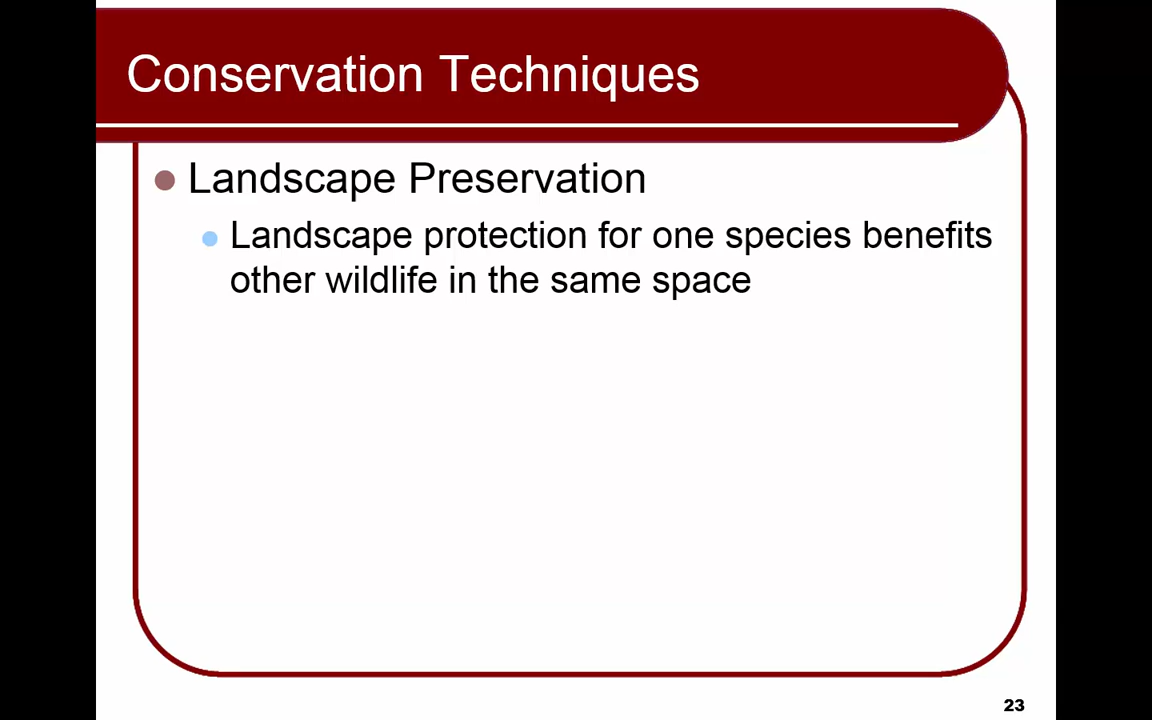 Conservation Techniques
Landscape Preservation
Landscape protection for one species benefits
other wildlife in the same space
23